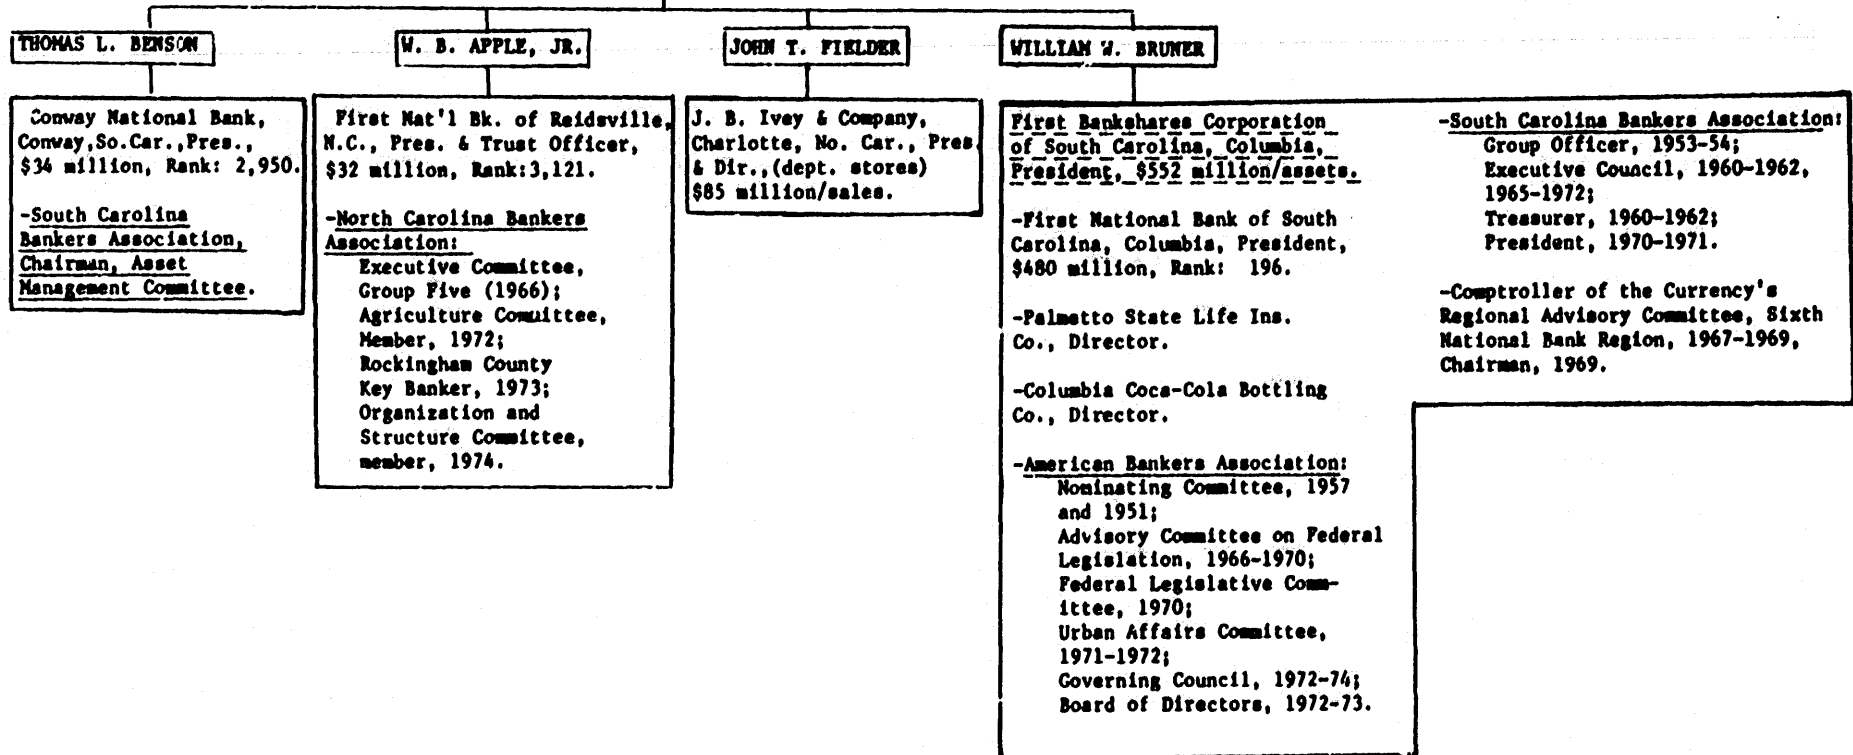 THOMAS L. BENSON
Conway National Bank,
Conway,So.Car.,Pres.,
$34 million, Rank: 2,950.
-South Carolina
Bankers Association,
Chairman, Asset
Management Committee.
W. B. APPLE, JR.
First Nat'l Bk. of Reidsville,
N.C., Pres. & Trust Officer,
$32 million, Rank:3,121.
-North Carolina Bankers
Association:
Executive Committee,
Group Five (1966);
Agriculture Committee,
Member, 1972;
Rockingham County
Key Banker, 1973;
Organization and
Structure Committee,
member, 1974.
JOHN T. FIELDER
J. B. Ivey & Company,
Charlotte, No. Car., Pres.
& Dir.,(dept. stores)
$85 million/sales.
WILLIAM W. BRUNER
First Bankshares Corporation
of South Carolina, Columbia,
President, $552 million/assets.
-First National Bank of South
Carolina, Columbia, President,
$480 million, Rank: 196.
-Palmetto State Life Ins.
Co., Director.
-Columbia Coca-Cola Bottling
Co., Director.
-American Bankers Association:
Nominating Committee, 1957
and 1951;
Advisory Committee on Federal
Legislation, 1966-1970;
Federal Legislative Comm-
ittee, 1970;
Urban Affairs Committee,
1971-1972;
Governing Council, 1972-74;
Board of Directors, 1972-73.
-South Carolina Bankers Association:
Group Officer, 1953-54;
Executive Council, 1960-1962,
1965-1972;
Treasurer, 1960-1962;
President, 1970-1971.
-Comptroller of the Currency's
Regional Advisory Committee, Sixth
National Bank Region, 1967-1969,
Chairman, 1969.